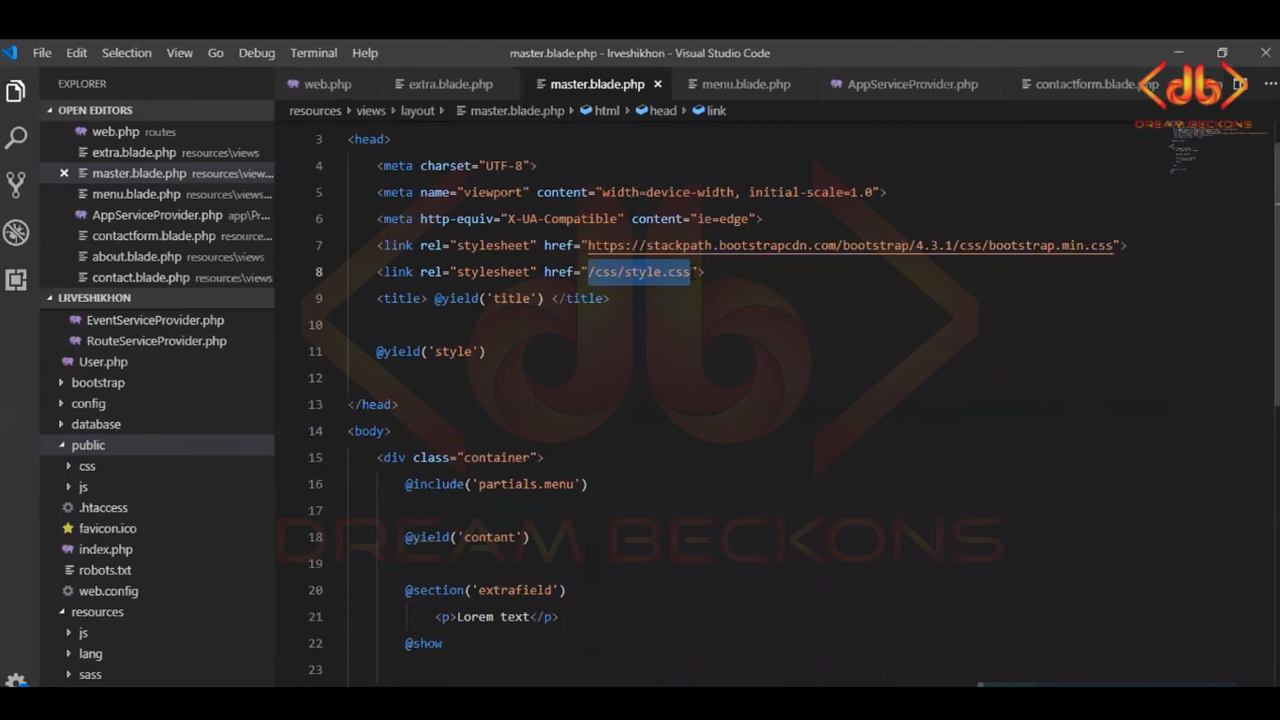 File Edit Selection View Go Debug Terminal Help master.blade.php - lrveshikhon - Visual Studio Code
EXPLORER
OPEN EDITORS
web.php routes
extra.blade.php resources\views
master.blade.php resources\view...
menu.blade.php resources\views...
AppServiceProvider.php app\Pr...
contactform.blade.php resource...
about.blade.php resources\view...
contact.blade.php resources\vi...
LRVESHIKHON
EventServiceProvider.php
RouteServiceProvider.php
User.php
bootstrap
config
database
public
css
js
.htaccess
favicon.ico
index.php
robots.txt
web.config
resources
js
lang
sass
web.php extra.blade.php master.blade.php menu.blade.php AppServiceProvider.php contactform.blade.php
DREAM BECKONS
resources views layout master.blade.php html head link
3 <head>
4 <meta charset="UTF-8">
5 <meta name="viewport" content="width=device-width, initial-scale=1.0">
6 <meta http-equiv="X-UA-Compatible" content="ie=edge">
7 <link rel="stylesheet" href="https://stackpath.bootstrapcdn.com/bootstrap/4.3.1/css/bootstrap.min.css">
8 <link rel="stylesheet" href="/css/style.css">
9 <title> @yield('title') </title>
10
11 @yield('style')
12
13 </head>
14 <body>
15 <div class="container">
16 @include('partials.menu')
17
18 @yield('contant')
19
20 @section('extrafield')
21 <p>Lorem text</p>
22 @show
23
DREAM BECKONS